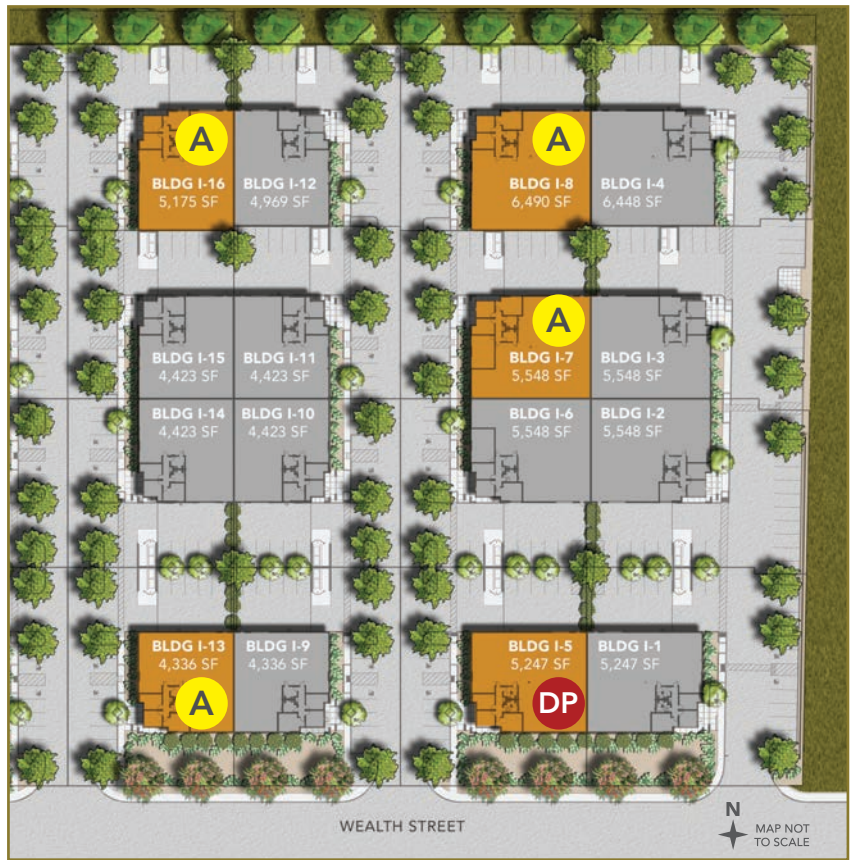 A
BLDG I-16
5,175 SF
BLDG I-12
4,969 SF
A
BLDG I-8
6,490 SF
BLDG I-4
6,448 SF
BLDG I-15
4,423 SF
BLDG I-11
4,423 SF
A
BLDG I-7
5,548 SF
BLDG I-3
5,548 SF
BLDG I-14
4,423 SF
BLDG I-10
4,423 SF
BLDG I-6
5,548 SF
BLDG I-2
5,548 SF
BLDG I-13
4,336 SF
A
BLDG I-9
4,336 SF
BLDG I-5
5,247 SF
DP
BLDG I-1
5,247 SF
WEALTH STREET
N
MAP NOT
TO SCALE